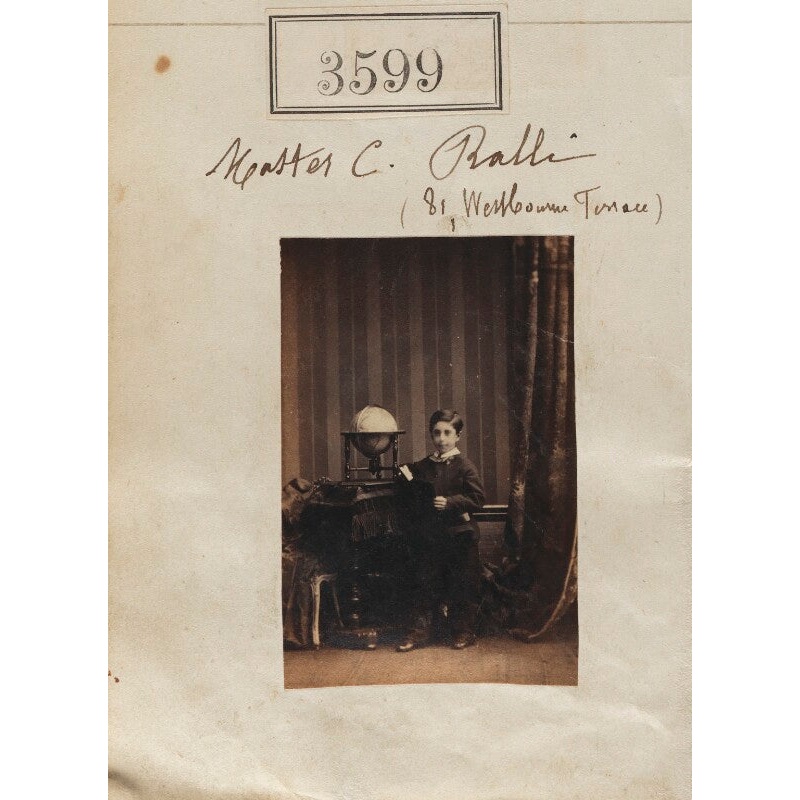 3599
Master C. Ralli
(81, Westbourne Terrace)